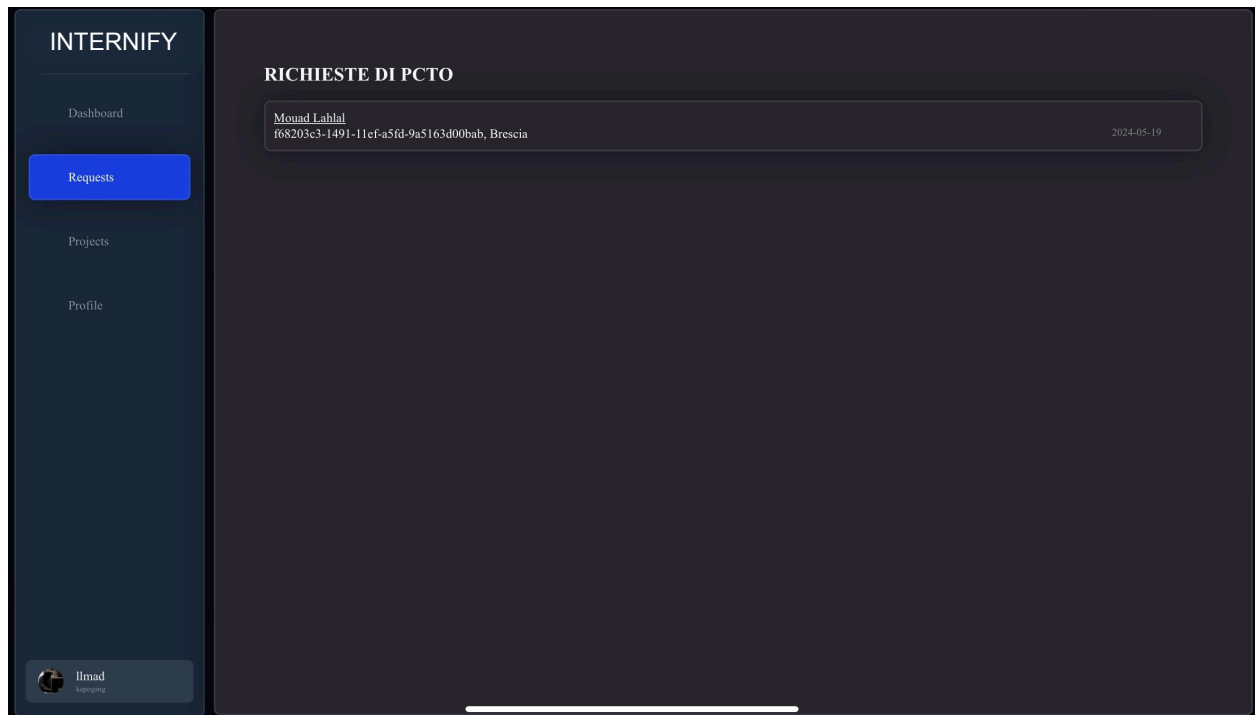 INTERNIFY
Dashboard
Requests
Projects
Profile
llmad
kapogang
RICHIESTE DI PCTO
Mouad Lahlal
f68203c3-1491-11ef-a5fd-9a5163d00bab, Brescia
2024-05-19